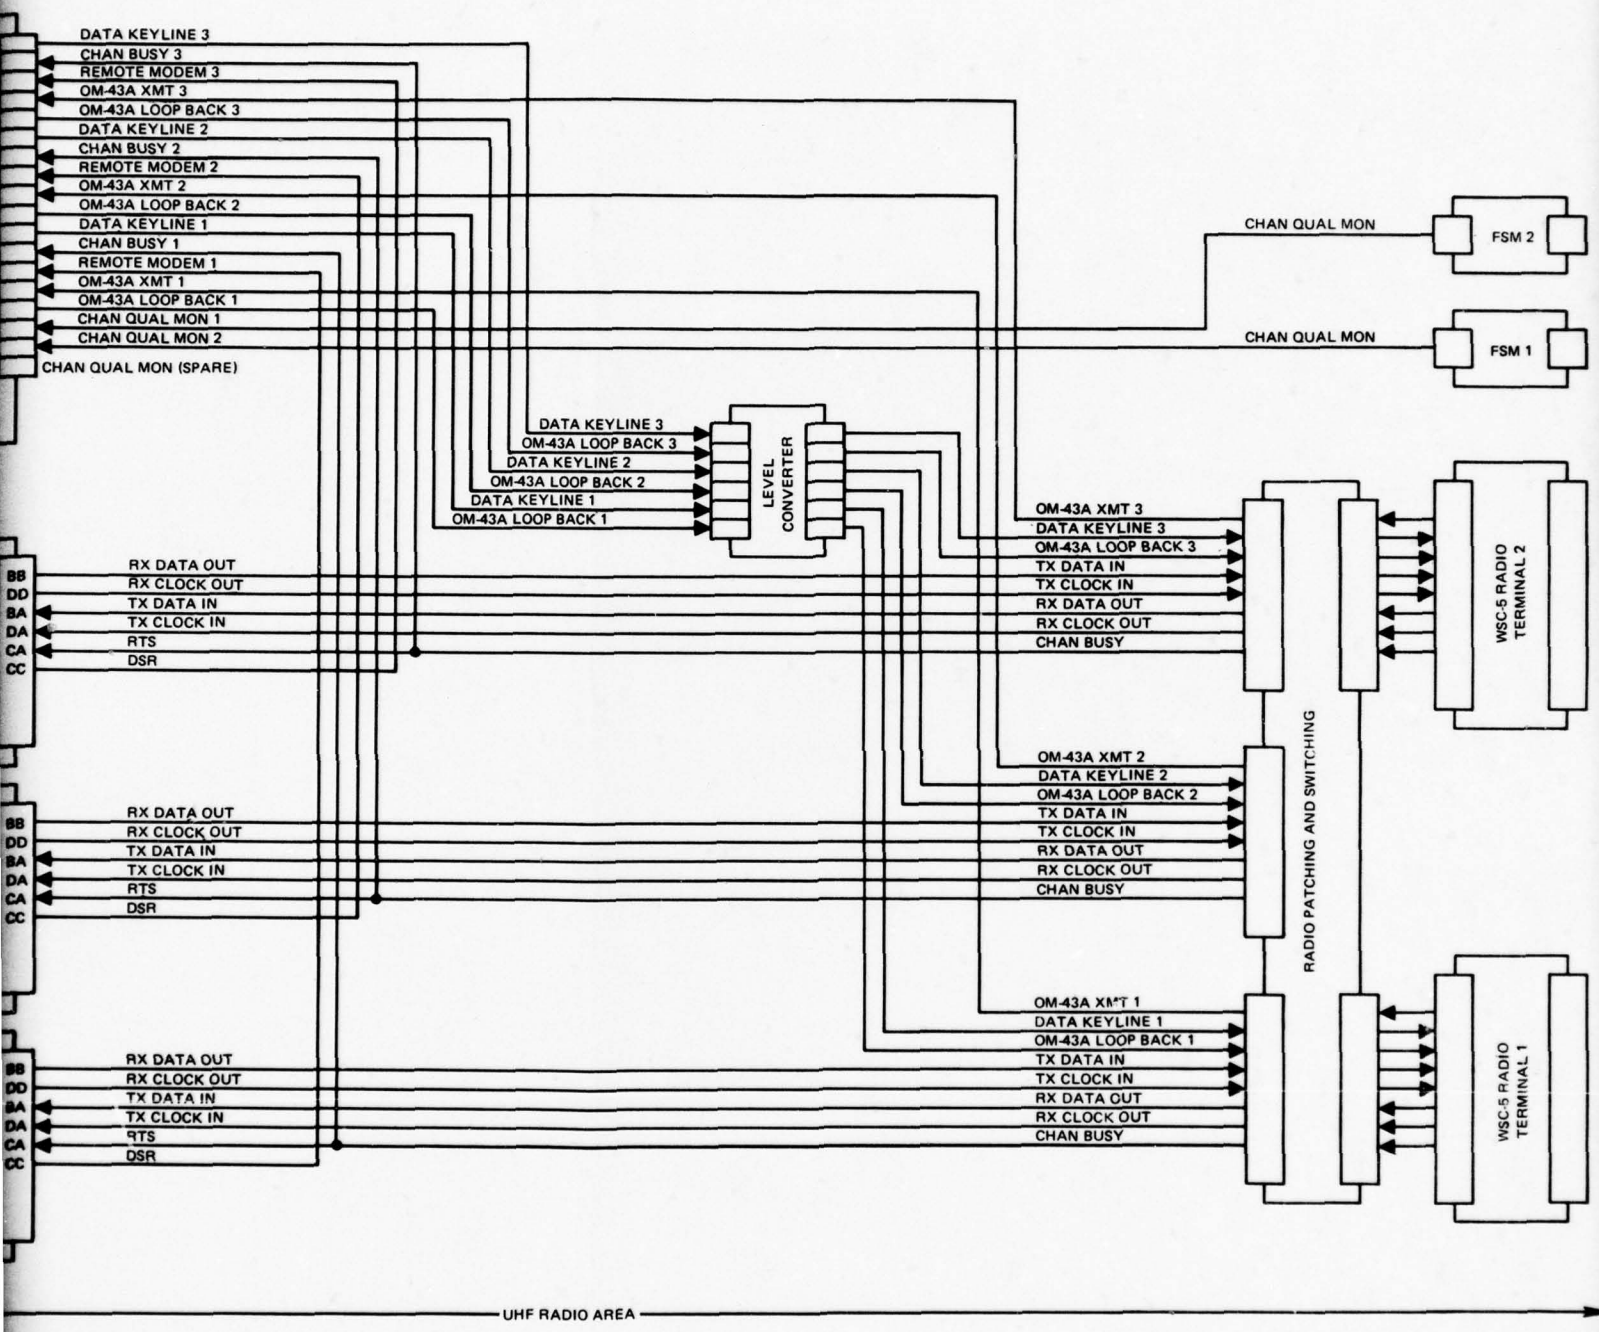 DATA KEYLINE 3
CHAN BUSY 3
REMOTE MODEM 3
OM-43A XMT 3
OM-43A LOOP BACK 3
DATA KEYLINE 2
CHAN BUSY 2
REMOTE MODEM 2
OM-43A XMT 2
OM-43A LOOP BACK 2
DATA KEYLINE 1
CHAN BUSY 1
REMOTE MODEM 1
OM-43A XMT 1
OM-43A LOOP BACK 1
CHAN QUAL MON 1
CHAN QUAL MON 2
CHAN QUAL MON (SPARE)
CHAN QUAL MON
FSM 2
CHAN QUAL MON
FSM 1
DATA KEYLINE 3
OM-43A LOOP BACK 3
DATA KEYLINE 2
OM-43A LOOP BACK 2
DATA KEYLINE 1
OM-43A LOOP BACK 1
LEVEL
CONVERTER
BB
DD
BA
DA
CA
CC
RX DATA OUT
RX CLOCK OUT
TX DATA IN
TX CLOCK IN
RTS
DSR
OM-43A XMT 3
DATA KEYLINE 3
OM-43A LOOP BACK 3
TX DATA IN
TX CLOCK IN
RX DATA OUT
RX CLOCK OUT
CHAN BUSY
WSC-5 RADIO
TERMINAL 2
BB
DD
BA
DA
CA
CC
RX DATA OUT
RX CLOCK OUT
TX DATA IN
TX CLOCK IN
RTS
DSR
OM-43A XMT 2
DATA KEYLINE 2
OM-43A LOOP BACK 2
TX DATA IN
TX CLOCK IN
RX DATA OUT
RX CLOCK OUT
CHAN BUSY
RADIO PATCHING AND SWITCHING
BB
DD
BA
DA
CA
CC
RX DATA OUT
RX CLOCK OUT
TX DATA IN
TX CLOCK IN
RTS
DSR
OM-43A XMT 1
DATA KEYLINE 1
OM-43A LOOP BACK 1
TX DATA IN
TX CLOCK IN
RX DATA OUT
RX CLOCK OUT
CHAN BUSY
WSC-5 RADIO
TERMINAL 1
UHF RADIO AREA